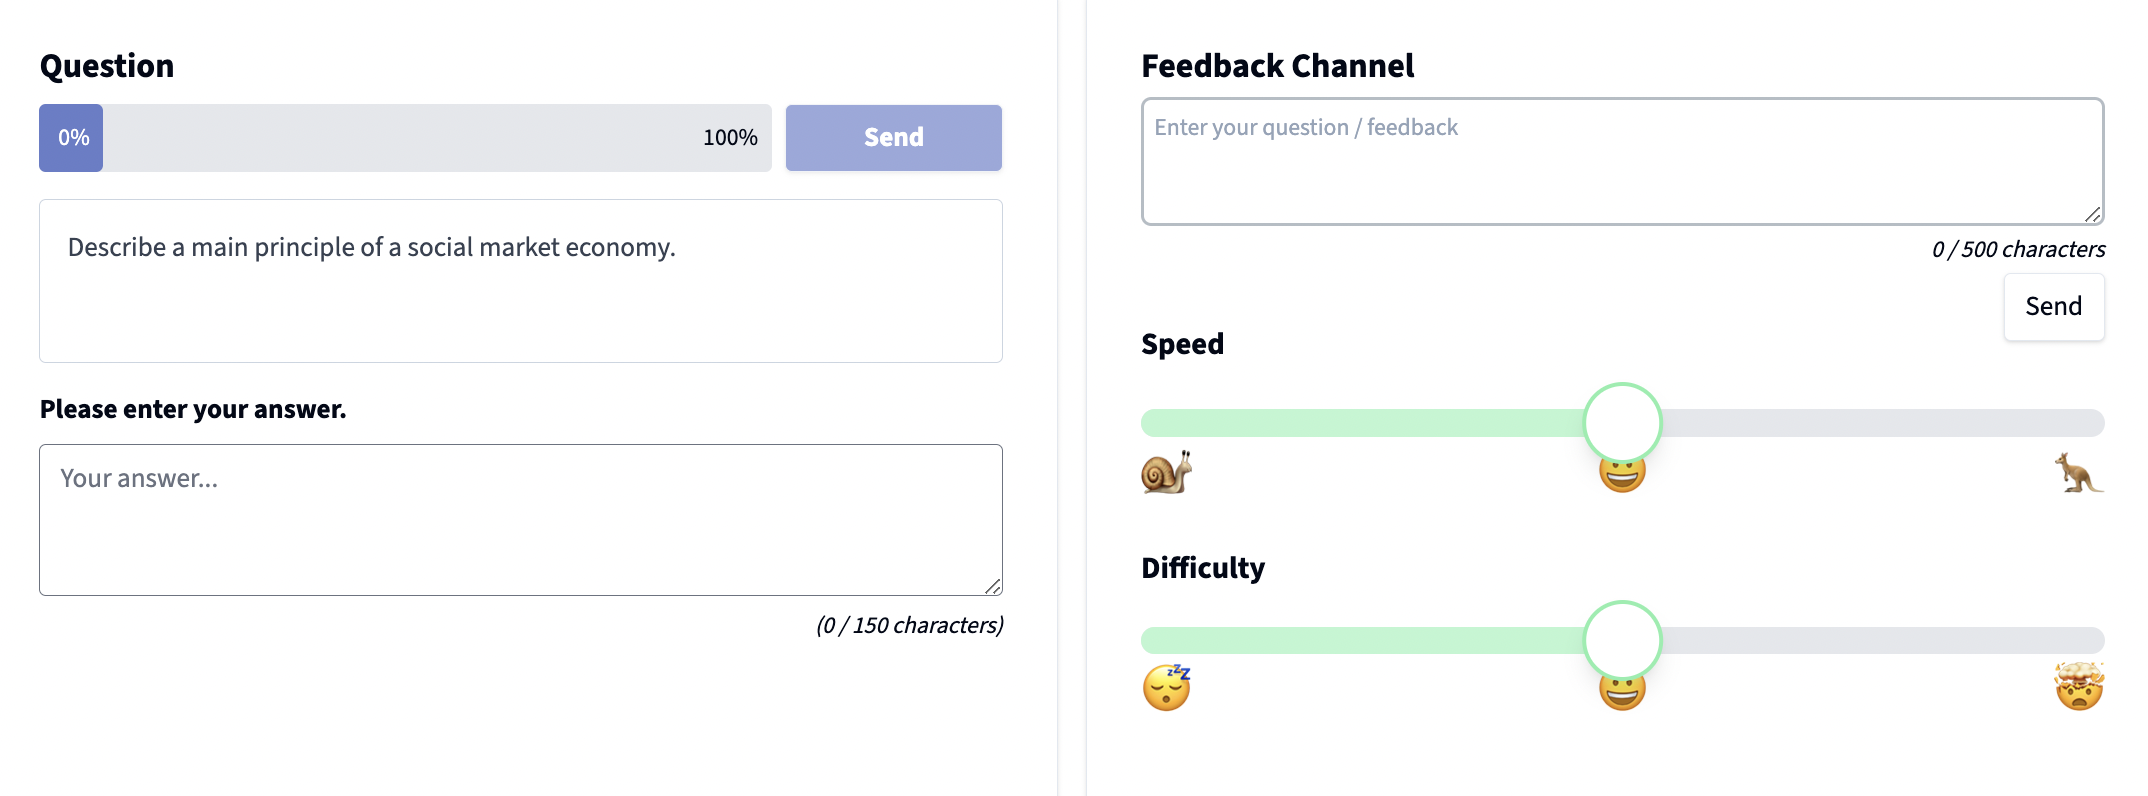 Question
0%
100%
Send
Describe a main principle of a social market economy.
Please enter your answer.
Your answer...
(0 / 150 characters)
Feedback Channel
Enter your question / feedback
0 / 500 characters
Send
Speed
Difficulty